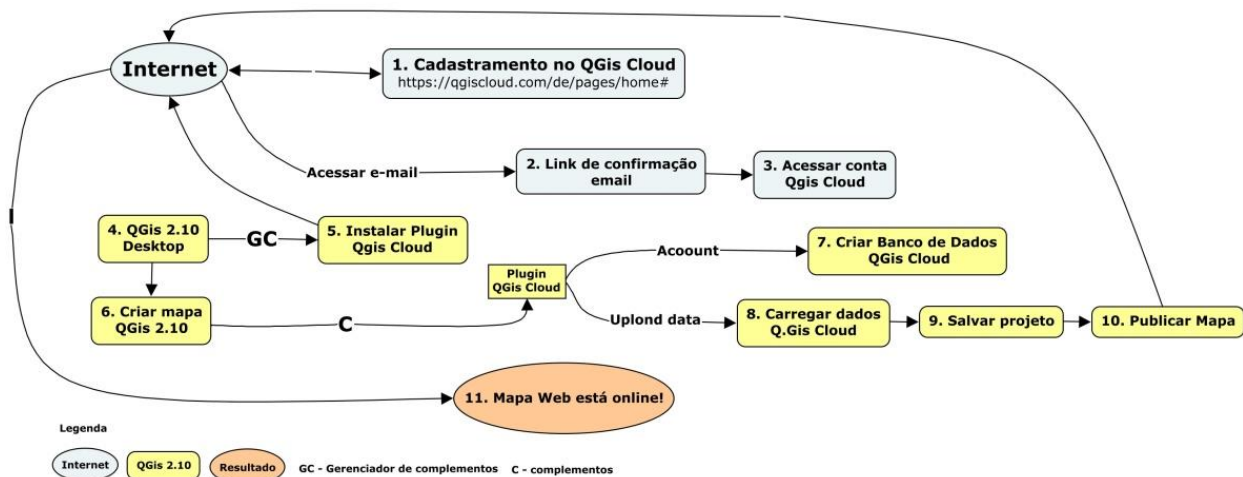 Internet
1. Cadastramento no QGis Cloud
https://qgiscloud.com/de/pages/home#
Acessar e-mail
2. Link de confirmação
email
3. Acessar conta
Qgis Cloud
4. QGis 2.10
Desktop
GC
5. Instalar Plugin
Qgis Cloud
6. Criar mapa
QGis 2.10
C
Plugin
QGis Cloud
Acoount
7. Criar Banco de Dados
QGis Cloud
Uplond data
8. Carregar dados
Q.Gis Cloud
9. Salvar projeto
10. Publicar Mapa
I
11. Mapa Web está online!
Legenda
Internet
QGis 2.10
Resultado
GC - Gerenciador de complementos
C - complementos